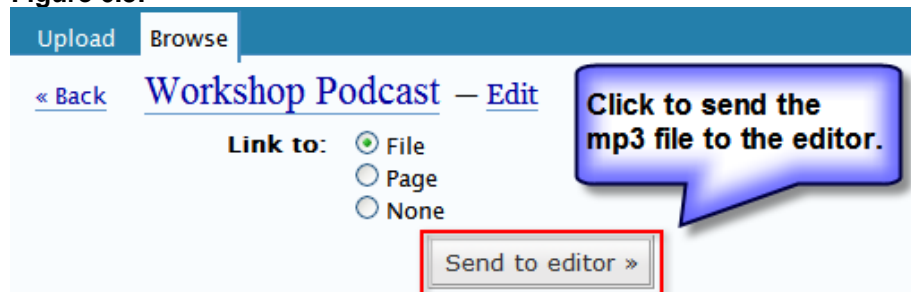 Upload Browse
« Back Workshop Podcast — Edit
Click to send the
mp3 file to the editor.
Link to: File
Page
None
Send to editor »